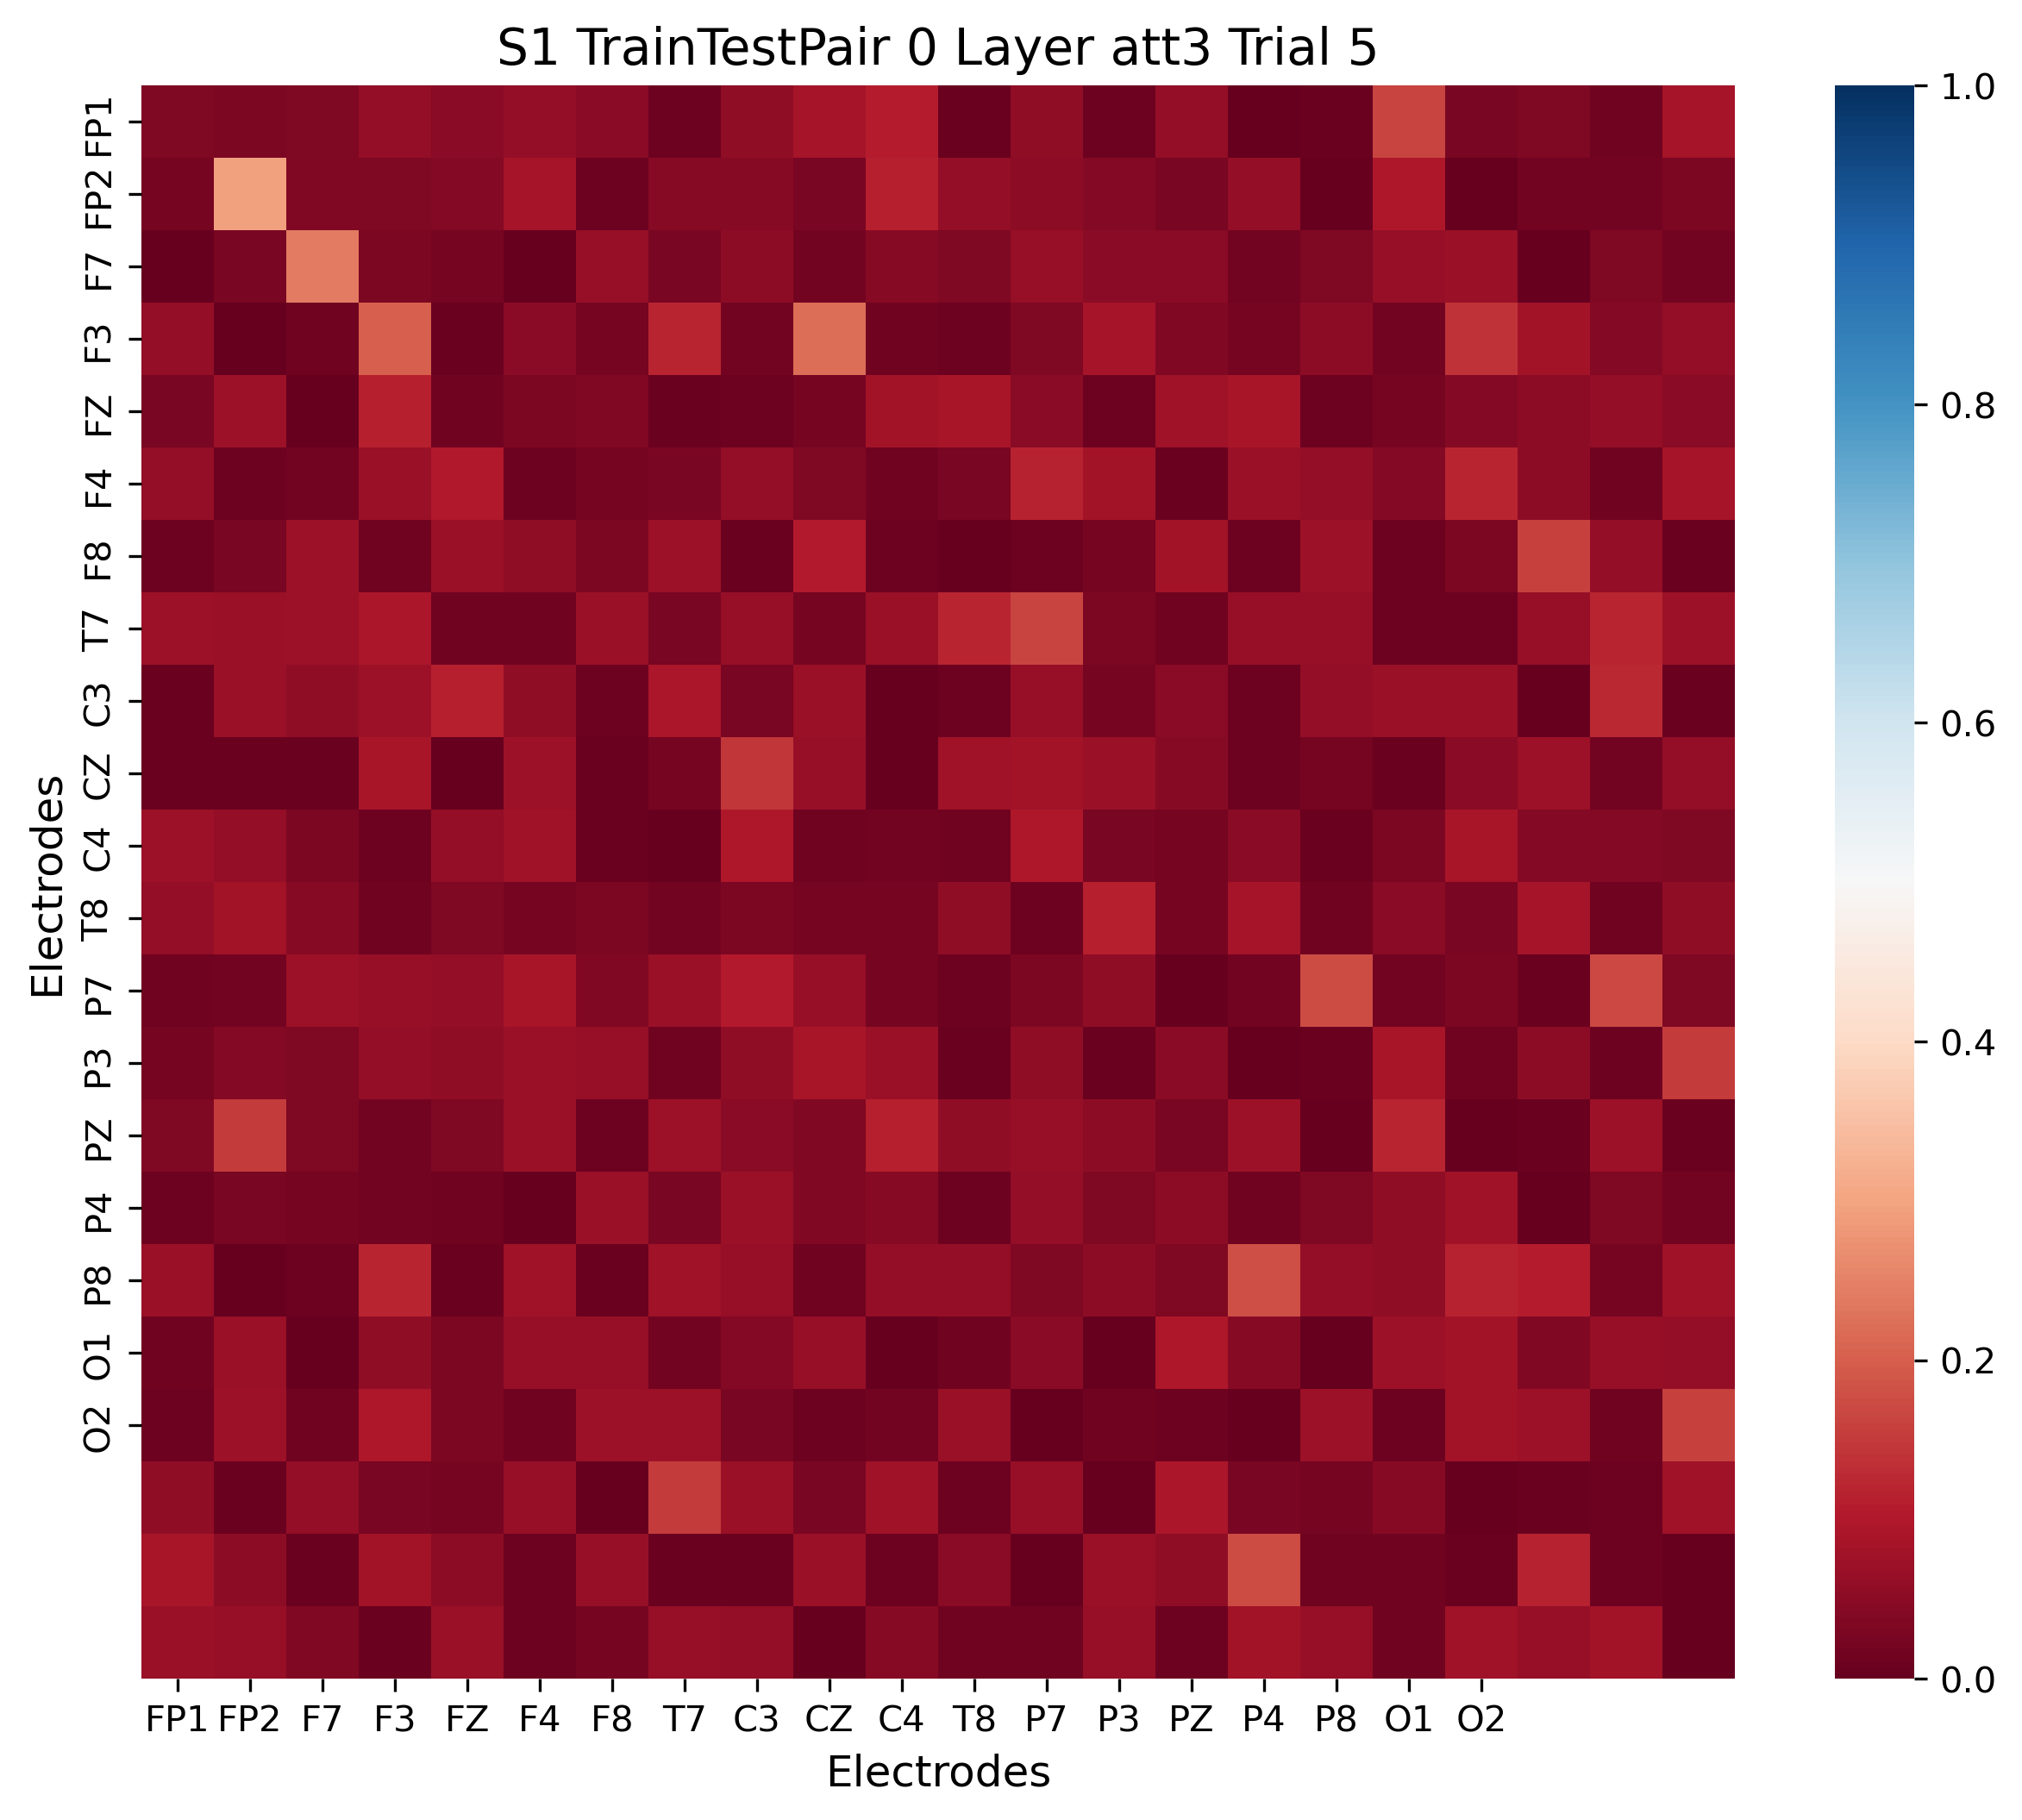 S1 TrainTestPair 0 Layer att3 Trial 5
Electrodes
FP1
FP2
F7
F3
FZ
F4
F8
T7
C3
CZ
C4
T8
P7
P3
PZ
P4
P8
O1
O2
FP1 FP2 F7 F3 FZ F4 F8 T7 C3 CZ C4 T8 P7 P3 PZ P4 P8 O1 O2
Electrodes
1.0
0.8
0.6
0.4
0.2
0.0